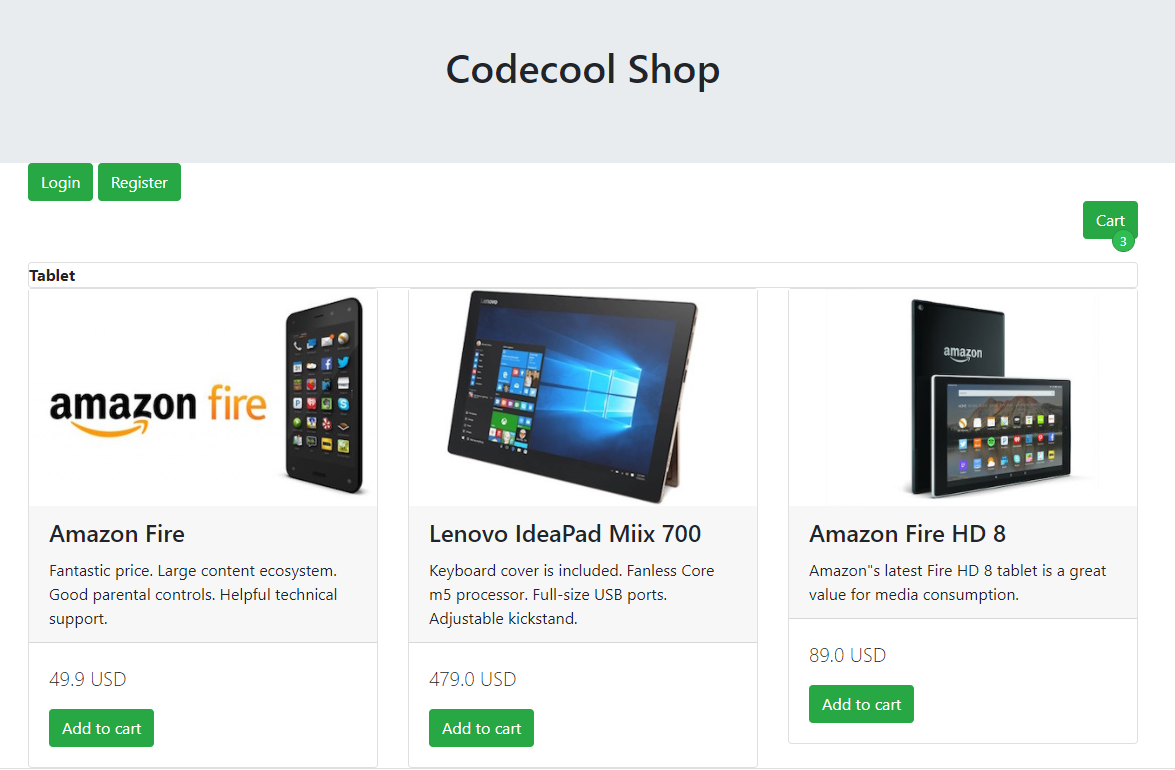 Codecool Shop
Login Register
Cart
3
Tablet
amazon fire
Lenovo
amazon
Amazon Fire
Fantastic price. Large content ecosystem.
Good parental controls. Helpful technical
support.
49.9 USD
Add to cart
Lenovo IdeaPad Miix 700
Keyboard cover is included. Fanless Core
m5 processor. Full-size USB ports.
Adjustable kickstand.
479.0 USD
Add to cart
Amazon Fire HD 8
Amazon"s latest Fire HD 8 tablet is a great
value for media consumption.
89.0 USD
Add to cart